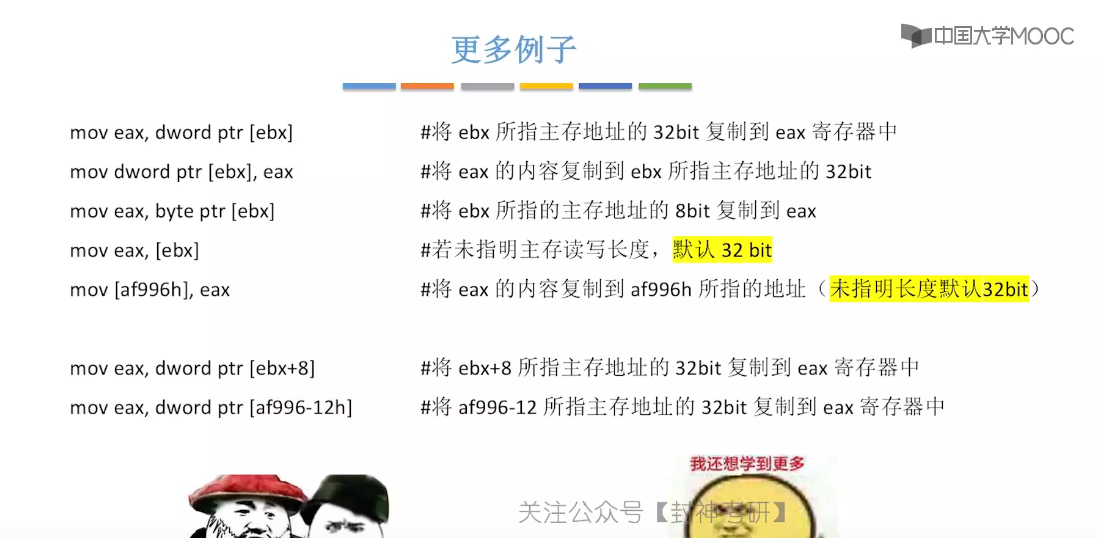 中国大学MOOC
更多例子
mov eax, dword ptr [ebx] #将 ebx 所指主存地址的 32bit 复制到 eax 寄存器中
mov dword ptr [ebx], eax #将 eax 的内容复制到 ebx 所指主存地址的 32bit
mov eax, byte ptr [ebx] #将 ebx 所指的主存地址的 8bit 复制到 eax
mov eax, [ebx] #若未指明主存读写长度，默认 32 bit
mov [af996h], eax #将 eax 的内容复制到 af996h 所指的地址（未指明长度默认32bit）
mov eax, dword ptr [ebx+8] #将 ebx+8 所指主存地址的 32bit 复制到 eax 寄存器中
mov eax, dword ptr [af996-12h] #将 af996-12 所指主存地址的 32bit 复制到 eax 寄存器中
我还想学到更多
关注公众号【封神考研】